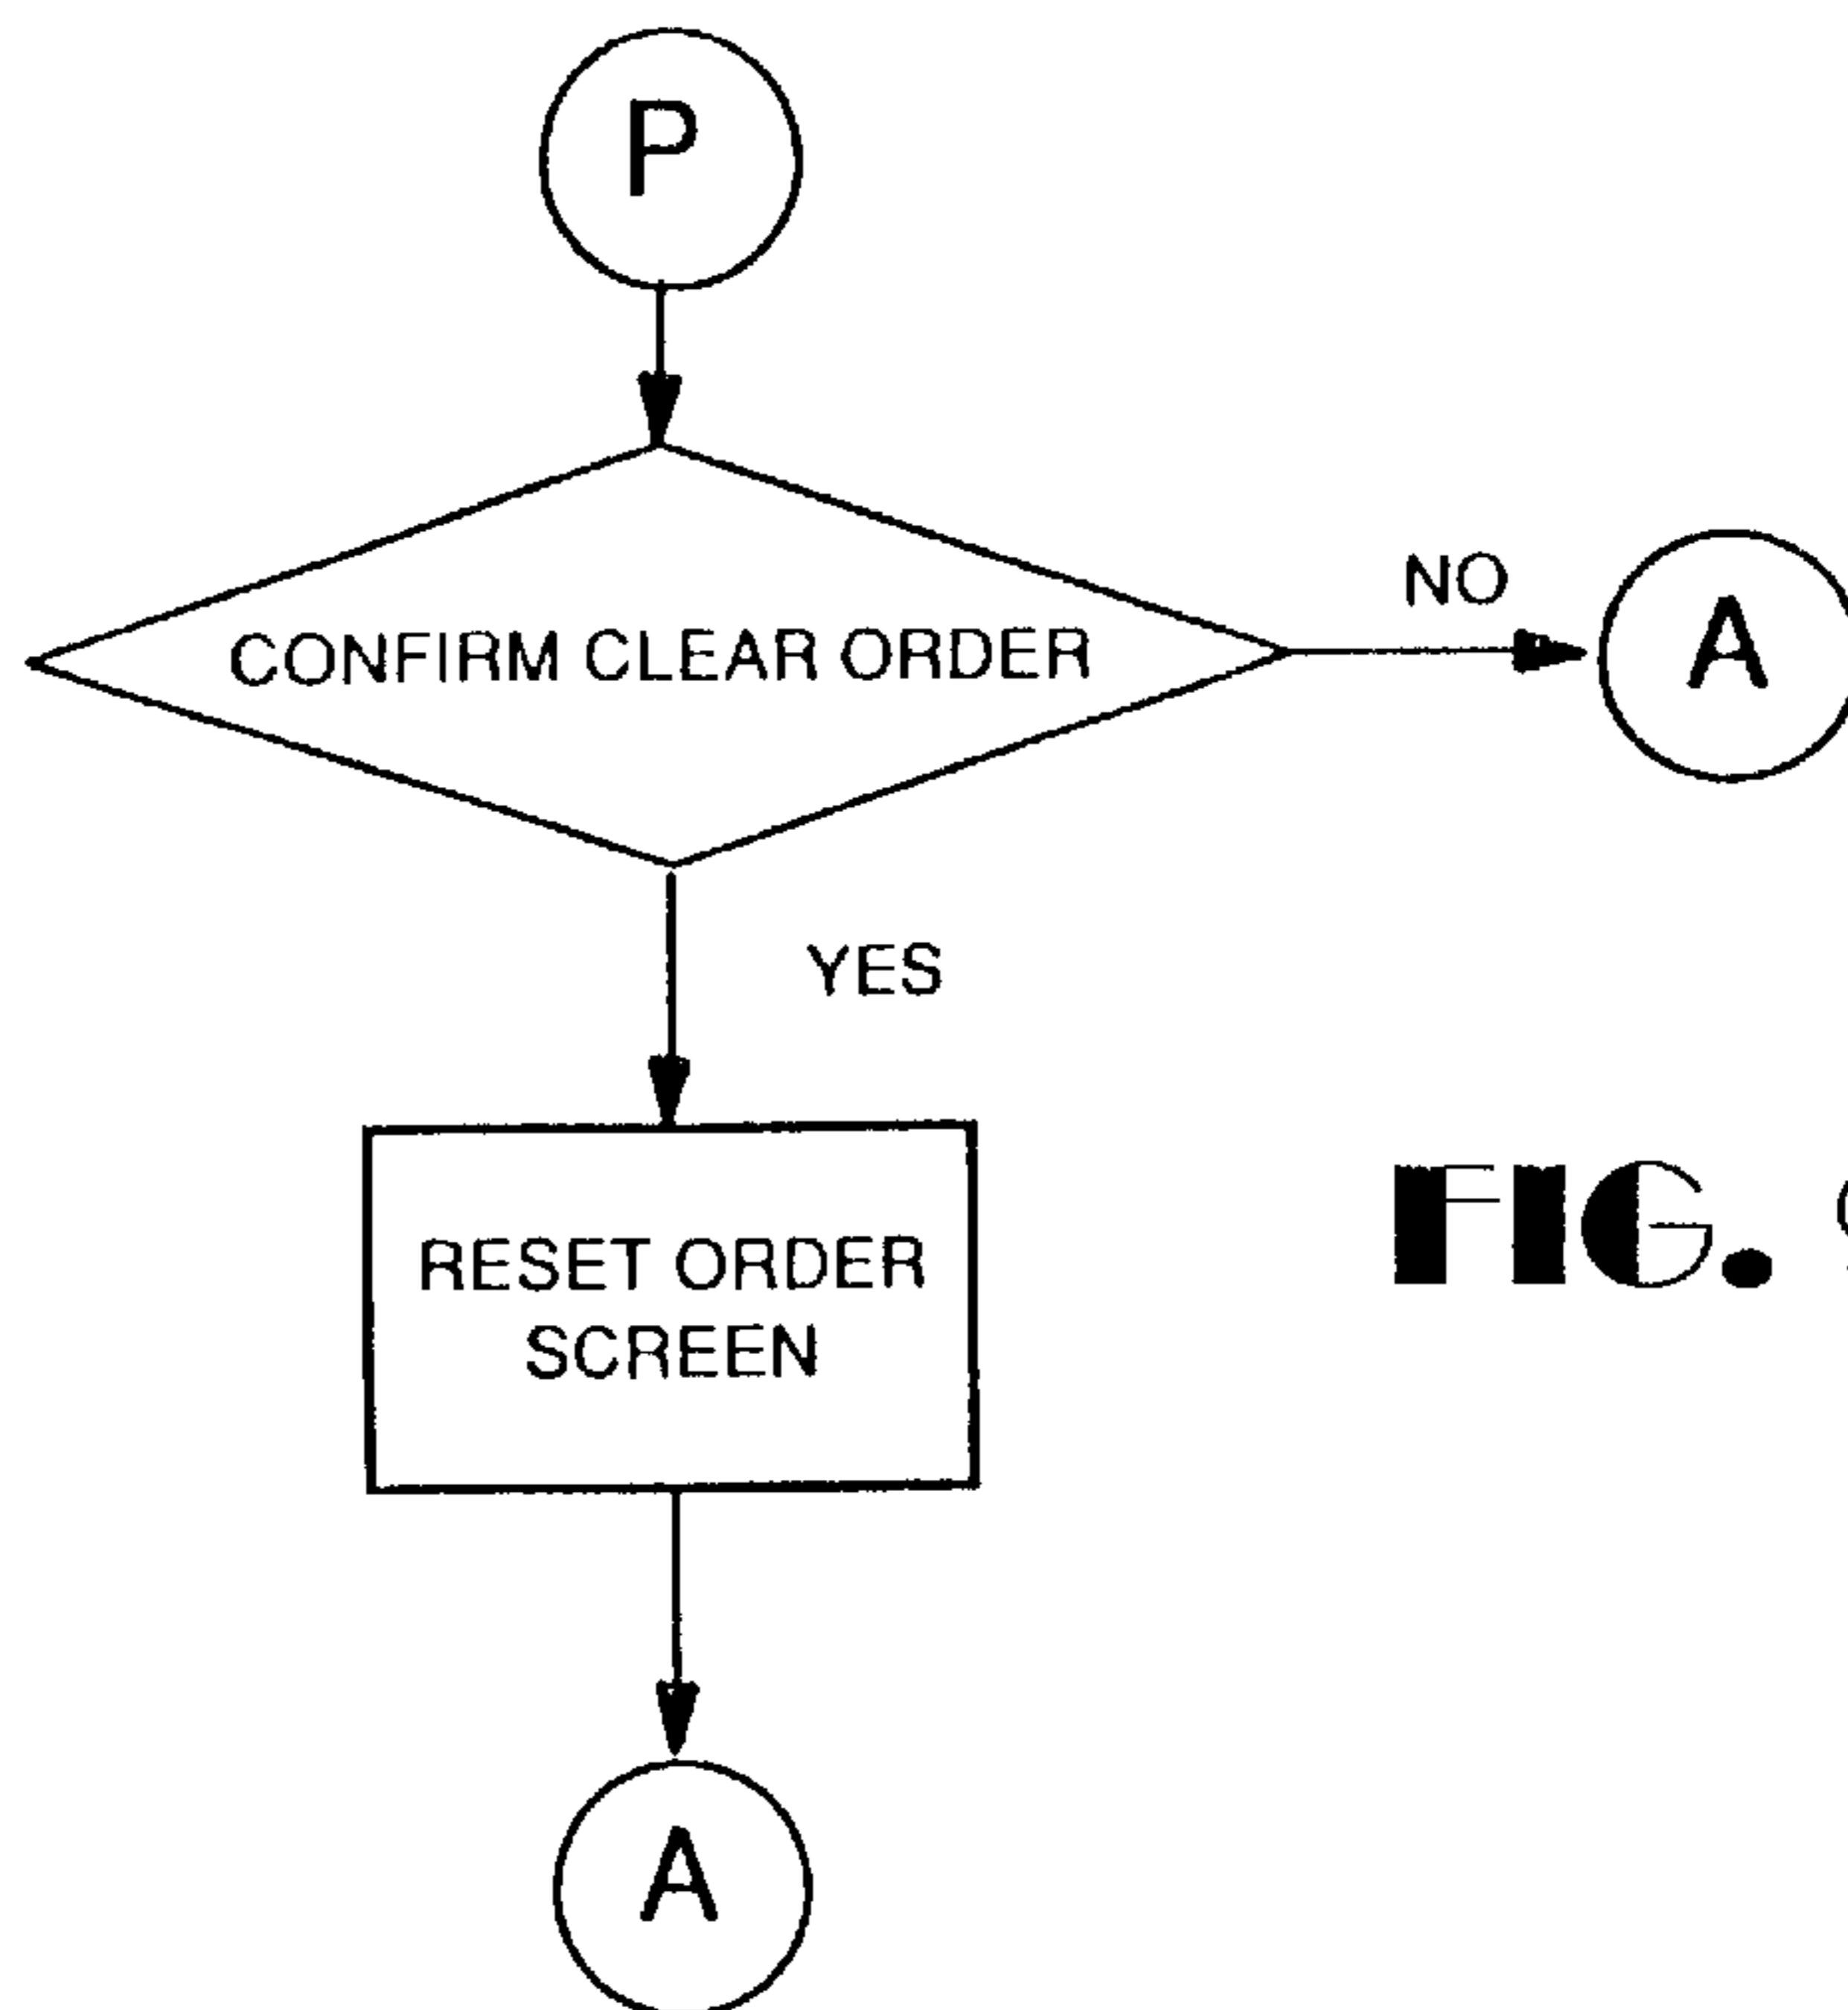 P
CONFIRM CLEAR ORDER
NO
A
YES
RESET ORDER
SCREEN
FIG.
A